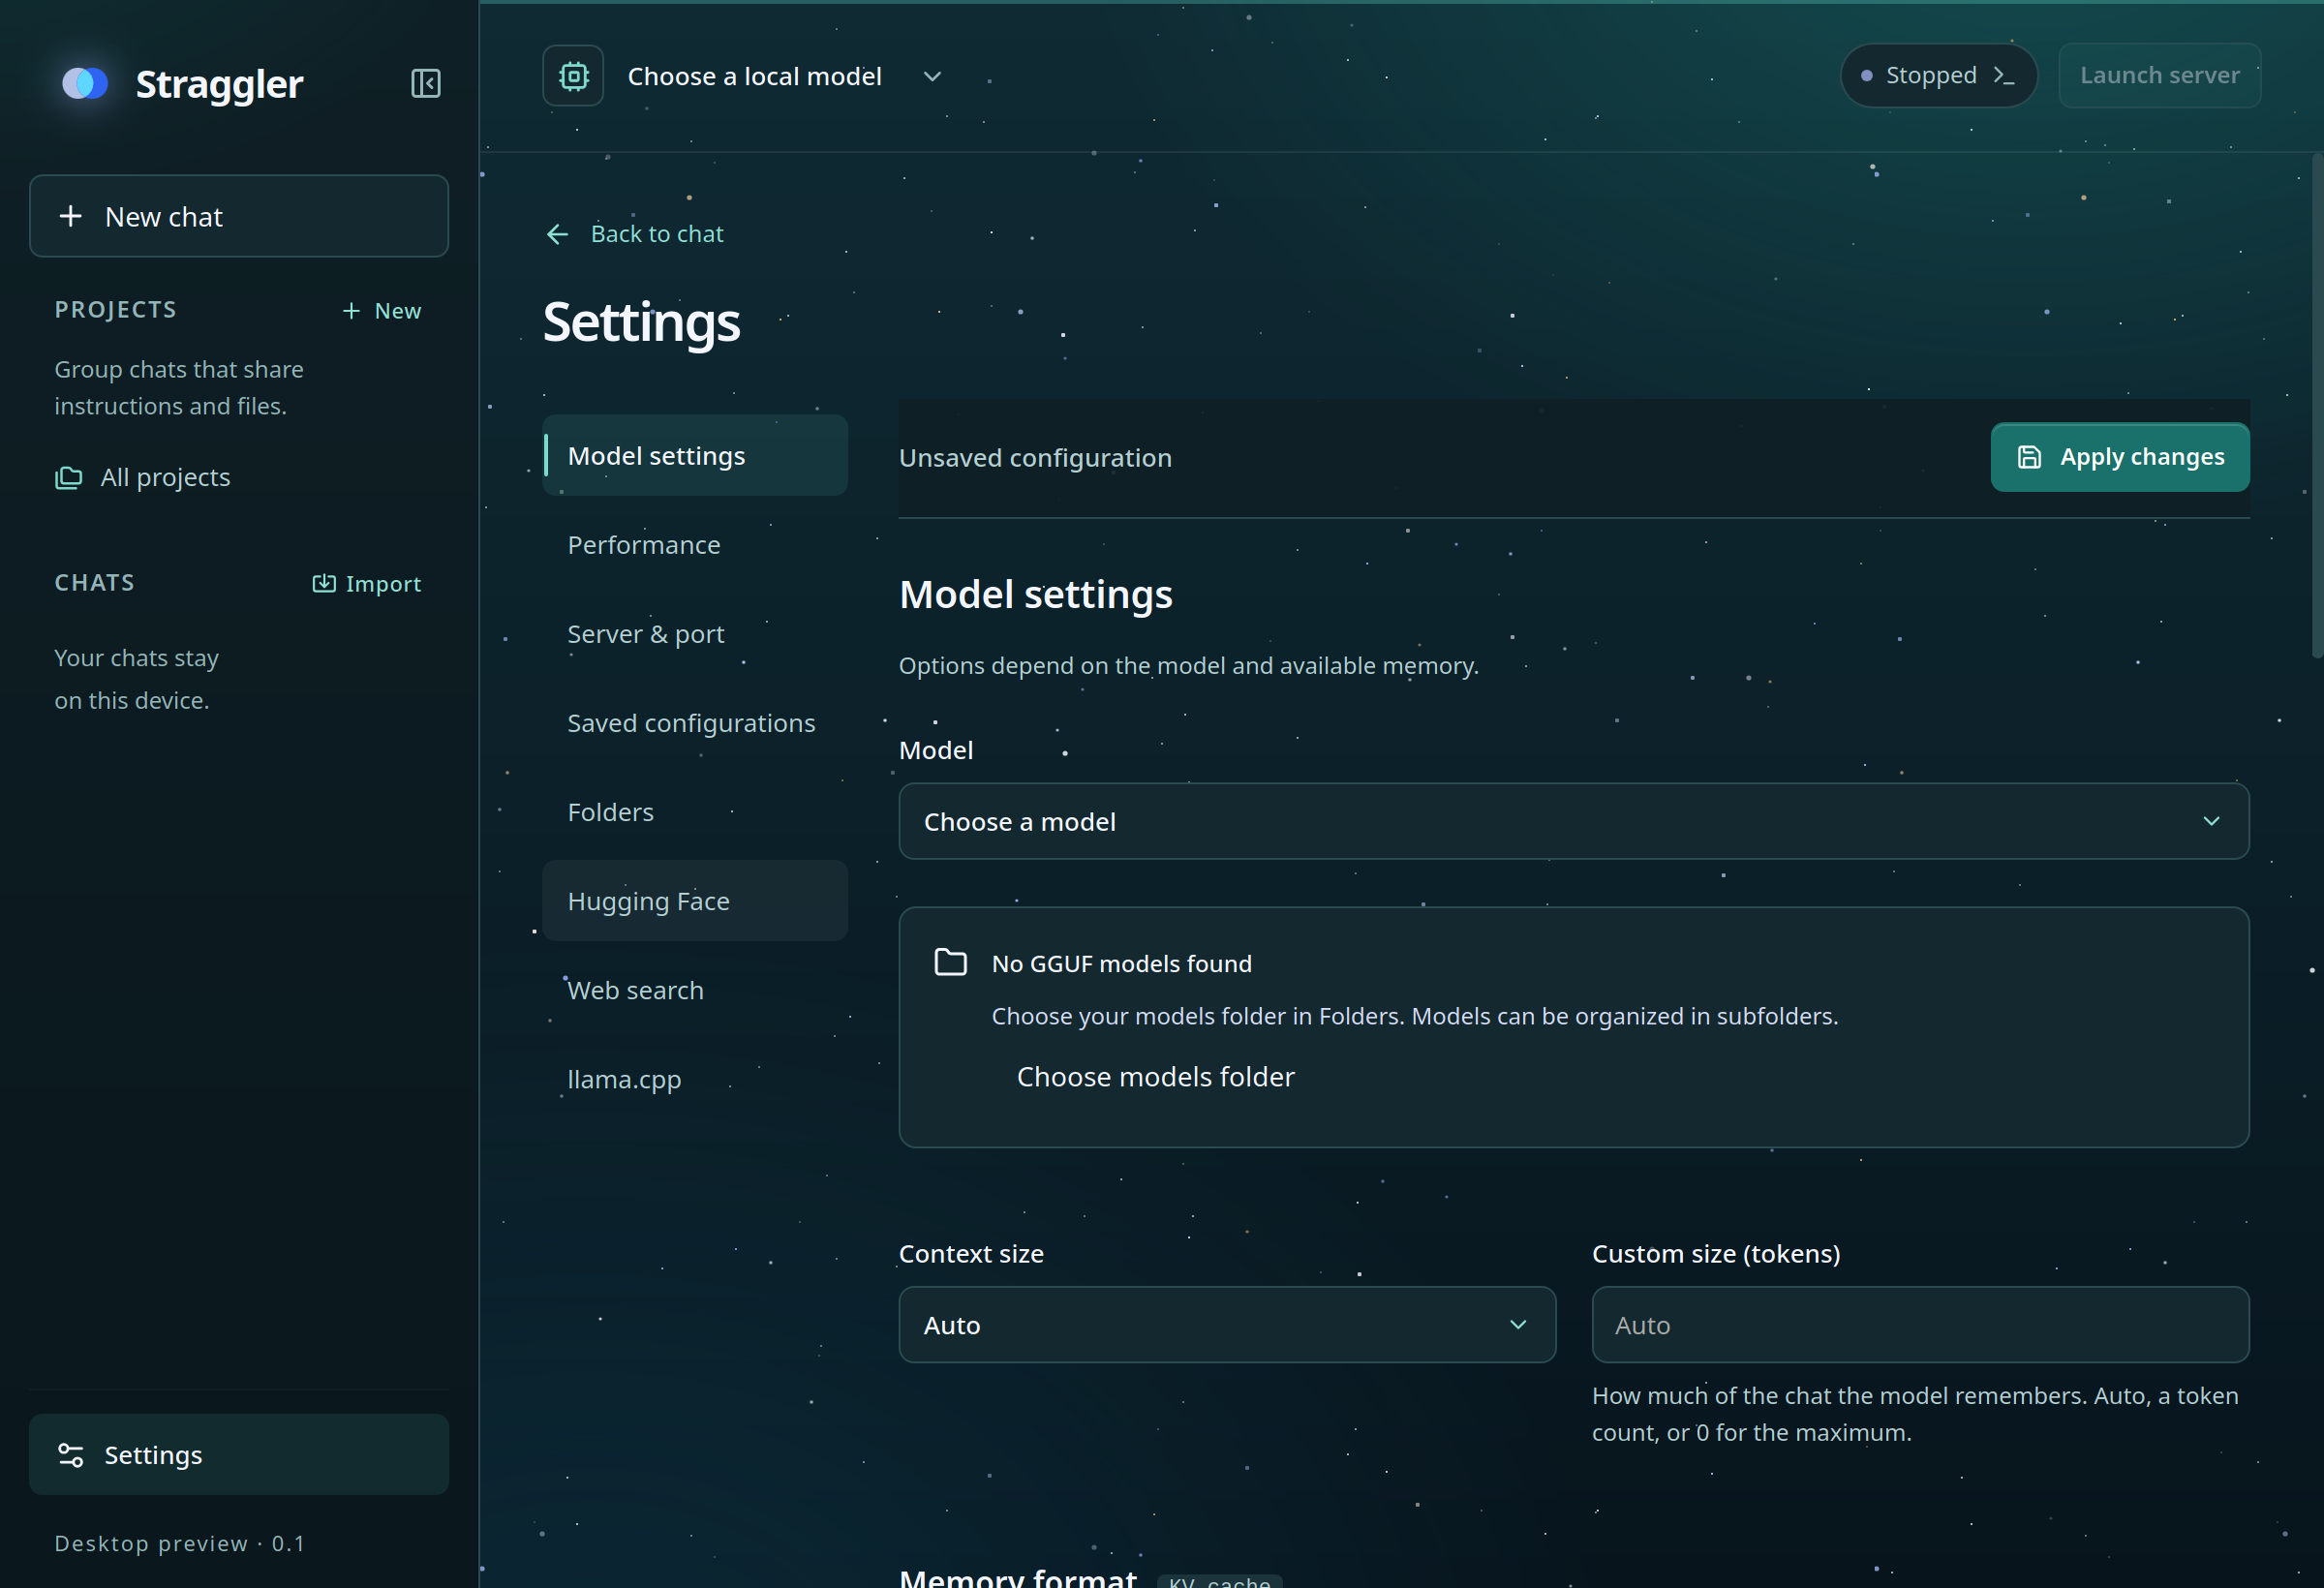 Straggler
New chat
PROJECTS
New
Group chats that share
instructions and files.
All projects
CHATS
Import
Your chats stay
on this device.
Settings
Desktop preview · 0.1
Choose a local model
Stopped
Launch server
Back to chat
Settings
Model settings
Performance
Server & port
Saved configurations
Folders
Hugging Face
Web search
llama.cpp
Unsaved configuration
Apply changes
Model settings
Options depend on the model and available memory.
Model
Choose a model
No GGUF models found
Choose your models folder in Folders. Models can be organized in subfolders.
Choose models folder
Context size
Custom size (tokens)
Auto
Auto
How much of the chat the model remembers. Auto, a token
count, or 0 for the maximum.
Memory format KV cache